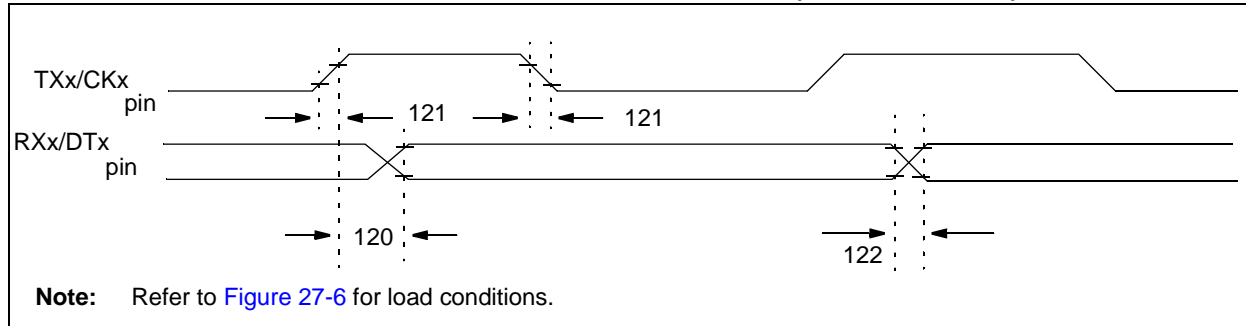 TXx/CKx
pin
121
121
RXx/DTx
pin
120
122
Note: Refer to Figure 27-6 for load conditions.